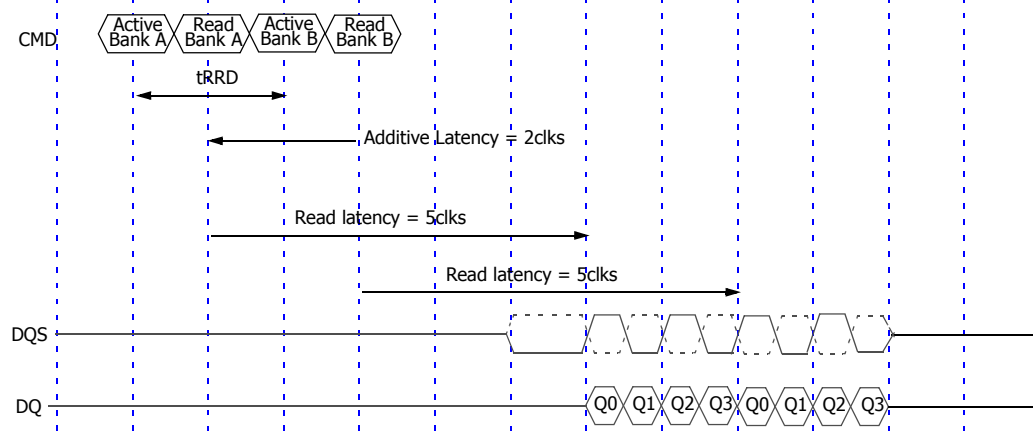 CMD
Active Bank A
Read Bank A
Active Bank B
Read Bank B
tRRD
Additive Latency = 2clks
Read latency = 5clks
Read latency = 5clks
DQS
DQ
Q0 Q1 Q2 Q3 Q0 Q1 Q2 Q3